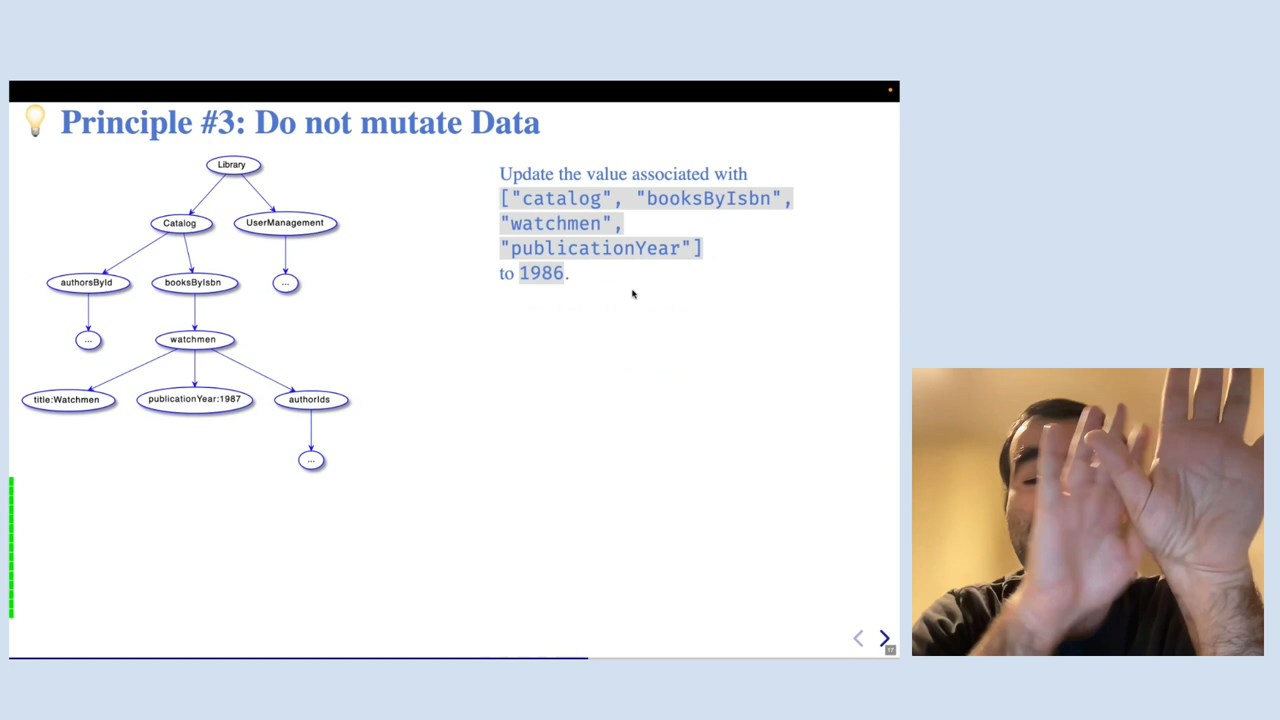 Principle #3: Do not mutate Data
Library
Catalog
UserManagement
authorsById
booksByIsbn
...
...
watchmen
title:Watchmen
publicationYear:1987
authorIds
...
Update the value associated with
["catalog", "booksByIsbn",
"watchmen",
"publicationYear"]
to 1986.
17